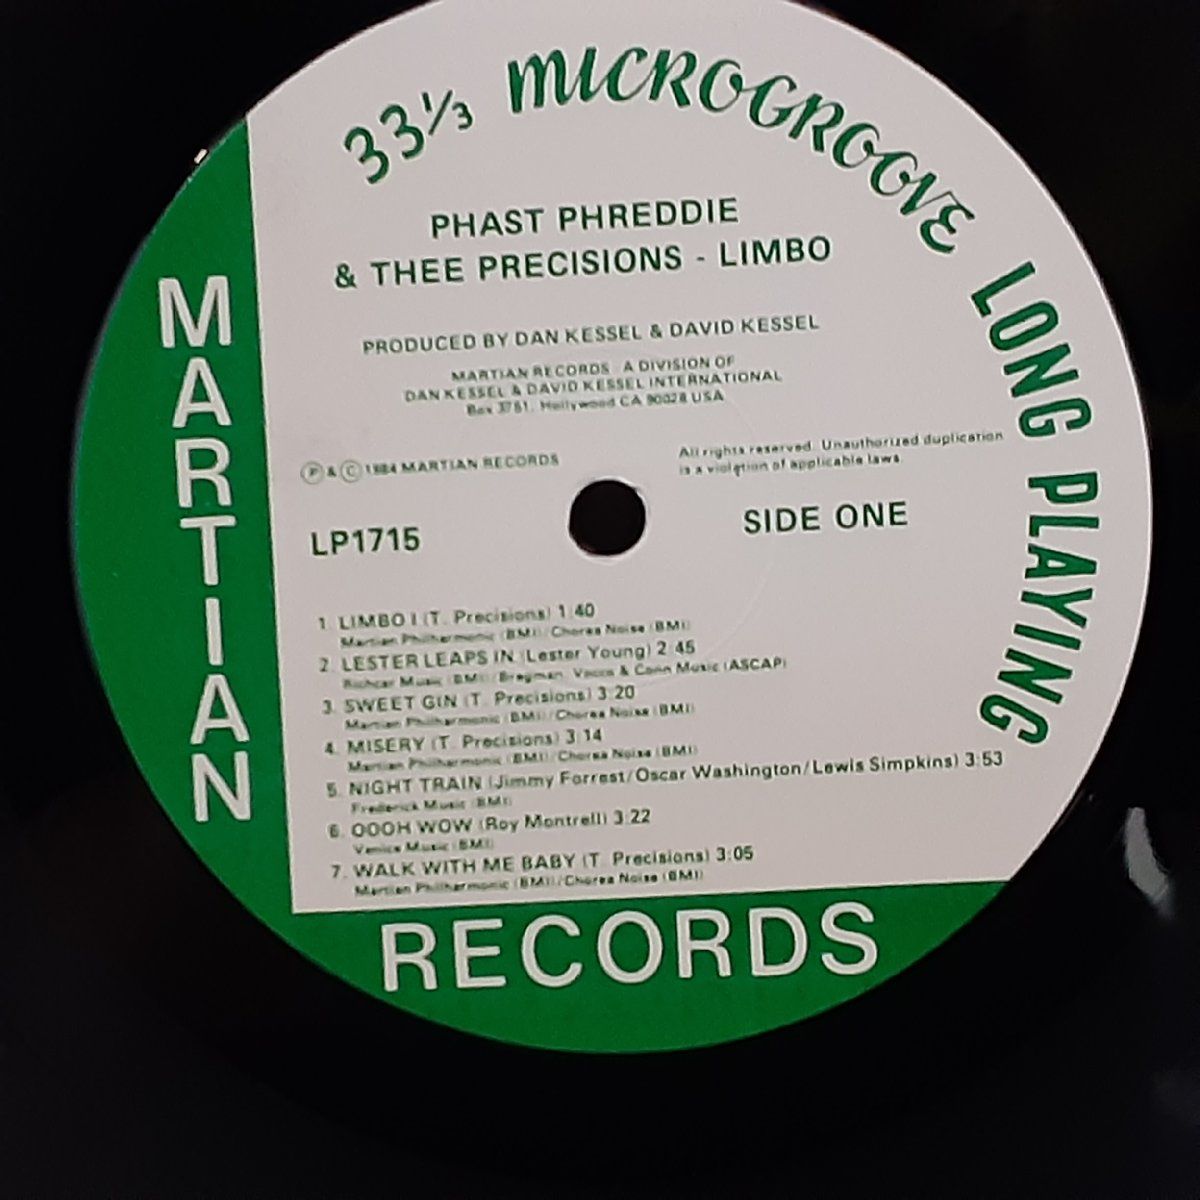 33⅓ MICROGROOVE LONG PLAYING
PHAST PHREDDIE
& THEE PRECISIONS - LIMBO
PRODUCED BY DAN KESSEL & DAVID KESSEL
MARTIAN RECORDS A DIVISION OF
DAN KESSEL & DAVID KESSEL INTERNATIONAL
Box 3761, Hollywood CA 90028 USA
Ⓟ & Ⓒ 1984 MARTIAN RECORDS
All rights reserved. Unauthorized duplication
is a violation of applicable laws.
LP1715
SIDE ONE
1. LIMBO I (T. Precisions) 1:40
Martian Philharmonic (BMI)/Chorea Noise (BMI)
2. LESTER LEAPS IN (Lester Young) 2:45
Music (BMI)/Bregman, Vocco & Conn Music (ASCAP)
3. SWEET GIN (T. Precisions) 3:20
Martian Philharmonic (BMI)/Chorea Noise (BMI)
4. MISERY (T. Precisions) 3:14
Martian Philharmonic (BMI)/Chorea Noise (BMI)
5. NIGHT TRAIN (Jimmy Forrest/Oscar Washington/Lewis Simpkins) 3:53
Frederick Music (BMI)
6. OOOH WOW (Roy Montrell) 3:22
Venice Music (BMI)
7. WALK WITH ME BABY (T. Precisions) 3:05
Martian Philharmonic (BMI)/Chorea Noise (BMI)
MARTIAN
RECORDS